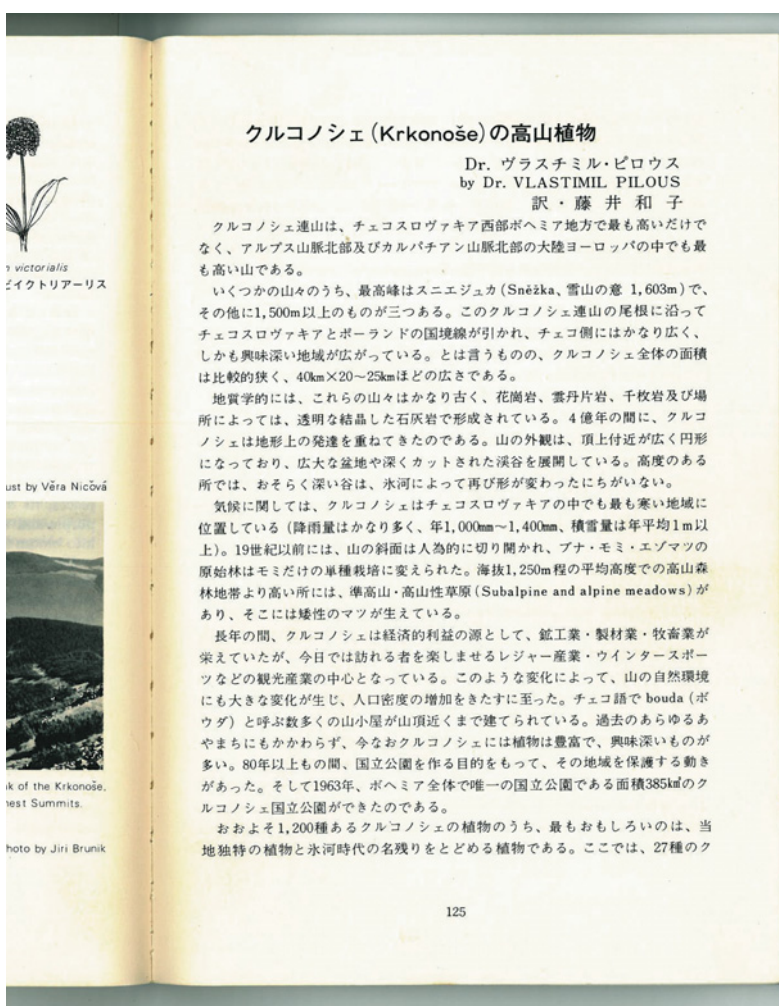 n victorialis
ビイクトリアーリス
ust by Věra Nicōvá
k of the Krkonoše,
nest Summits.
hoto by Jiri Brunik
クルコノシェ(Krkonoše)の高山植物
Dr. ヴラスチミル・ピロウス
by Dr. VLASTIMIL PILOUS
訳・藤井和子
クルコノシェ連山は、チェコスロヴァキア西部ボヘミア地方で最も高いだけで
なく、アルプス山脈北部及びカルパチアン山脈北部の大陸ヨーロッパの中でも最
も高い山である。
いくつかの山々のうち、最高峰はスニエジュカ(Sněžka、雪山の意 1,603m)で、
その他に1,500m以上のものが三つある。このクルコノシェ連山の尾根に沿って
チェコスロヴァキアとポーランドの国境線が引かれ、チェコ側にはかなり広く、
しかも興味深い地域が広がっている。とは言うものの、クルコノシェ全体の面積
は比較的狭く、40km×20〜25kmほどの広さである。
地質学的には、これらの山々はかなり古く、花崗岩、雲丹片岩、千枚岩及び場
所によっては、透明な結晶した石灰岩で形成されている。4億年の間に、クルコ
ノシェは地形上の発達を重ねてきたのである。山の外観は、頂上付近が広く円形
になっており、広大な盆地や深くカットされた渓谷を展開している。高度のある
所では、おそらく深い谷は、氷河によって再び形が変わったにちがいない。
気候に関しては、クルコノシェはチェコスロヴァキアの中でも最も寒い地域に
位置している(降雨量はかなり多く、年1,000mm〜1,400mm、積雪量は年平均1m以
上)。19世紀以前には、山の斜面は人為的に切り開かれ、ブナ・モミ・エゾマツの
原始林はモミだけの単種栽培に変えられた。海抜1,250m程の平均高度での高山森
林地帯より高い所には、準高山・高山性草原(Subalpine and alpine meadows)が
あり、そこには矮性のマツが生えている。
長年の間、クルコノシェは経済的利益の源として、鉱工業・製材業・牧畜業が
栄えていたが、今日では訪れる者を楽しませるレジャー産業・ウインタースポー
ツなどの観光産業の中心となっている。このような変化によって、山の自然環境
にも大きな変化が生じ、人口密度の増加をきたすに至った。チェコ語で bouda (ボ
ウダ) と呼ぶ数多くの山小屋が山頂近くまで建てられている。過去のあらゆるあ
やまちにもかかわらず、今なおクルコノシェには植物は豊富で、興味深いものが
多い。80年以上もの間、国立公園を作る目的をもって、その地域を保護する動き
があった。そして1963年、ボヘミア全体で唯一の国立公園である面積385km²のク
ルコノシェ国立公園ができたのである。
おおよそ1,200種あるクルコノシェの植物のうち、最もおもしろいのは、当
地独特の植物と氷河時代の名残りをとどめる植物である。ここでは、27種のク
125